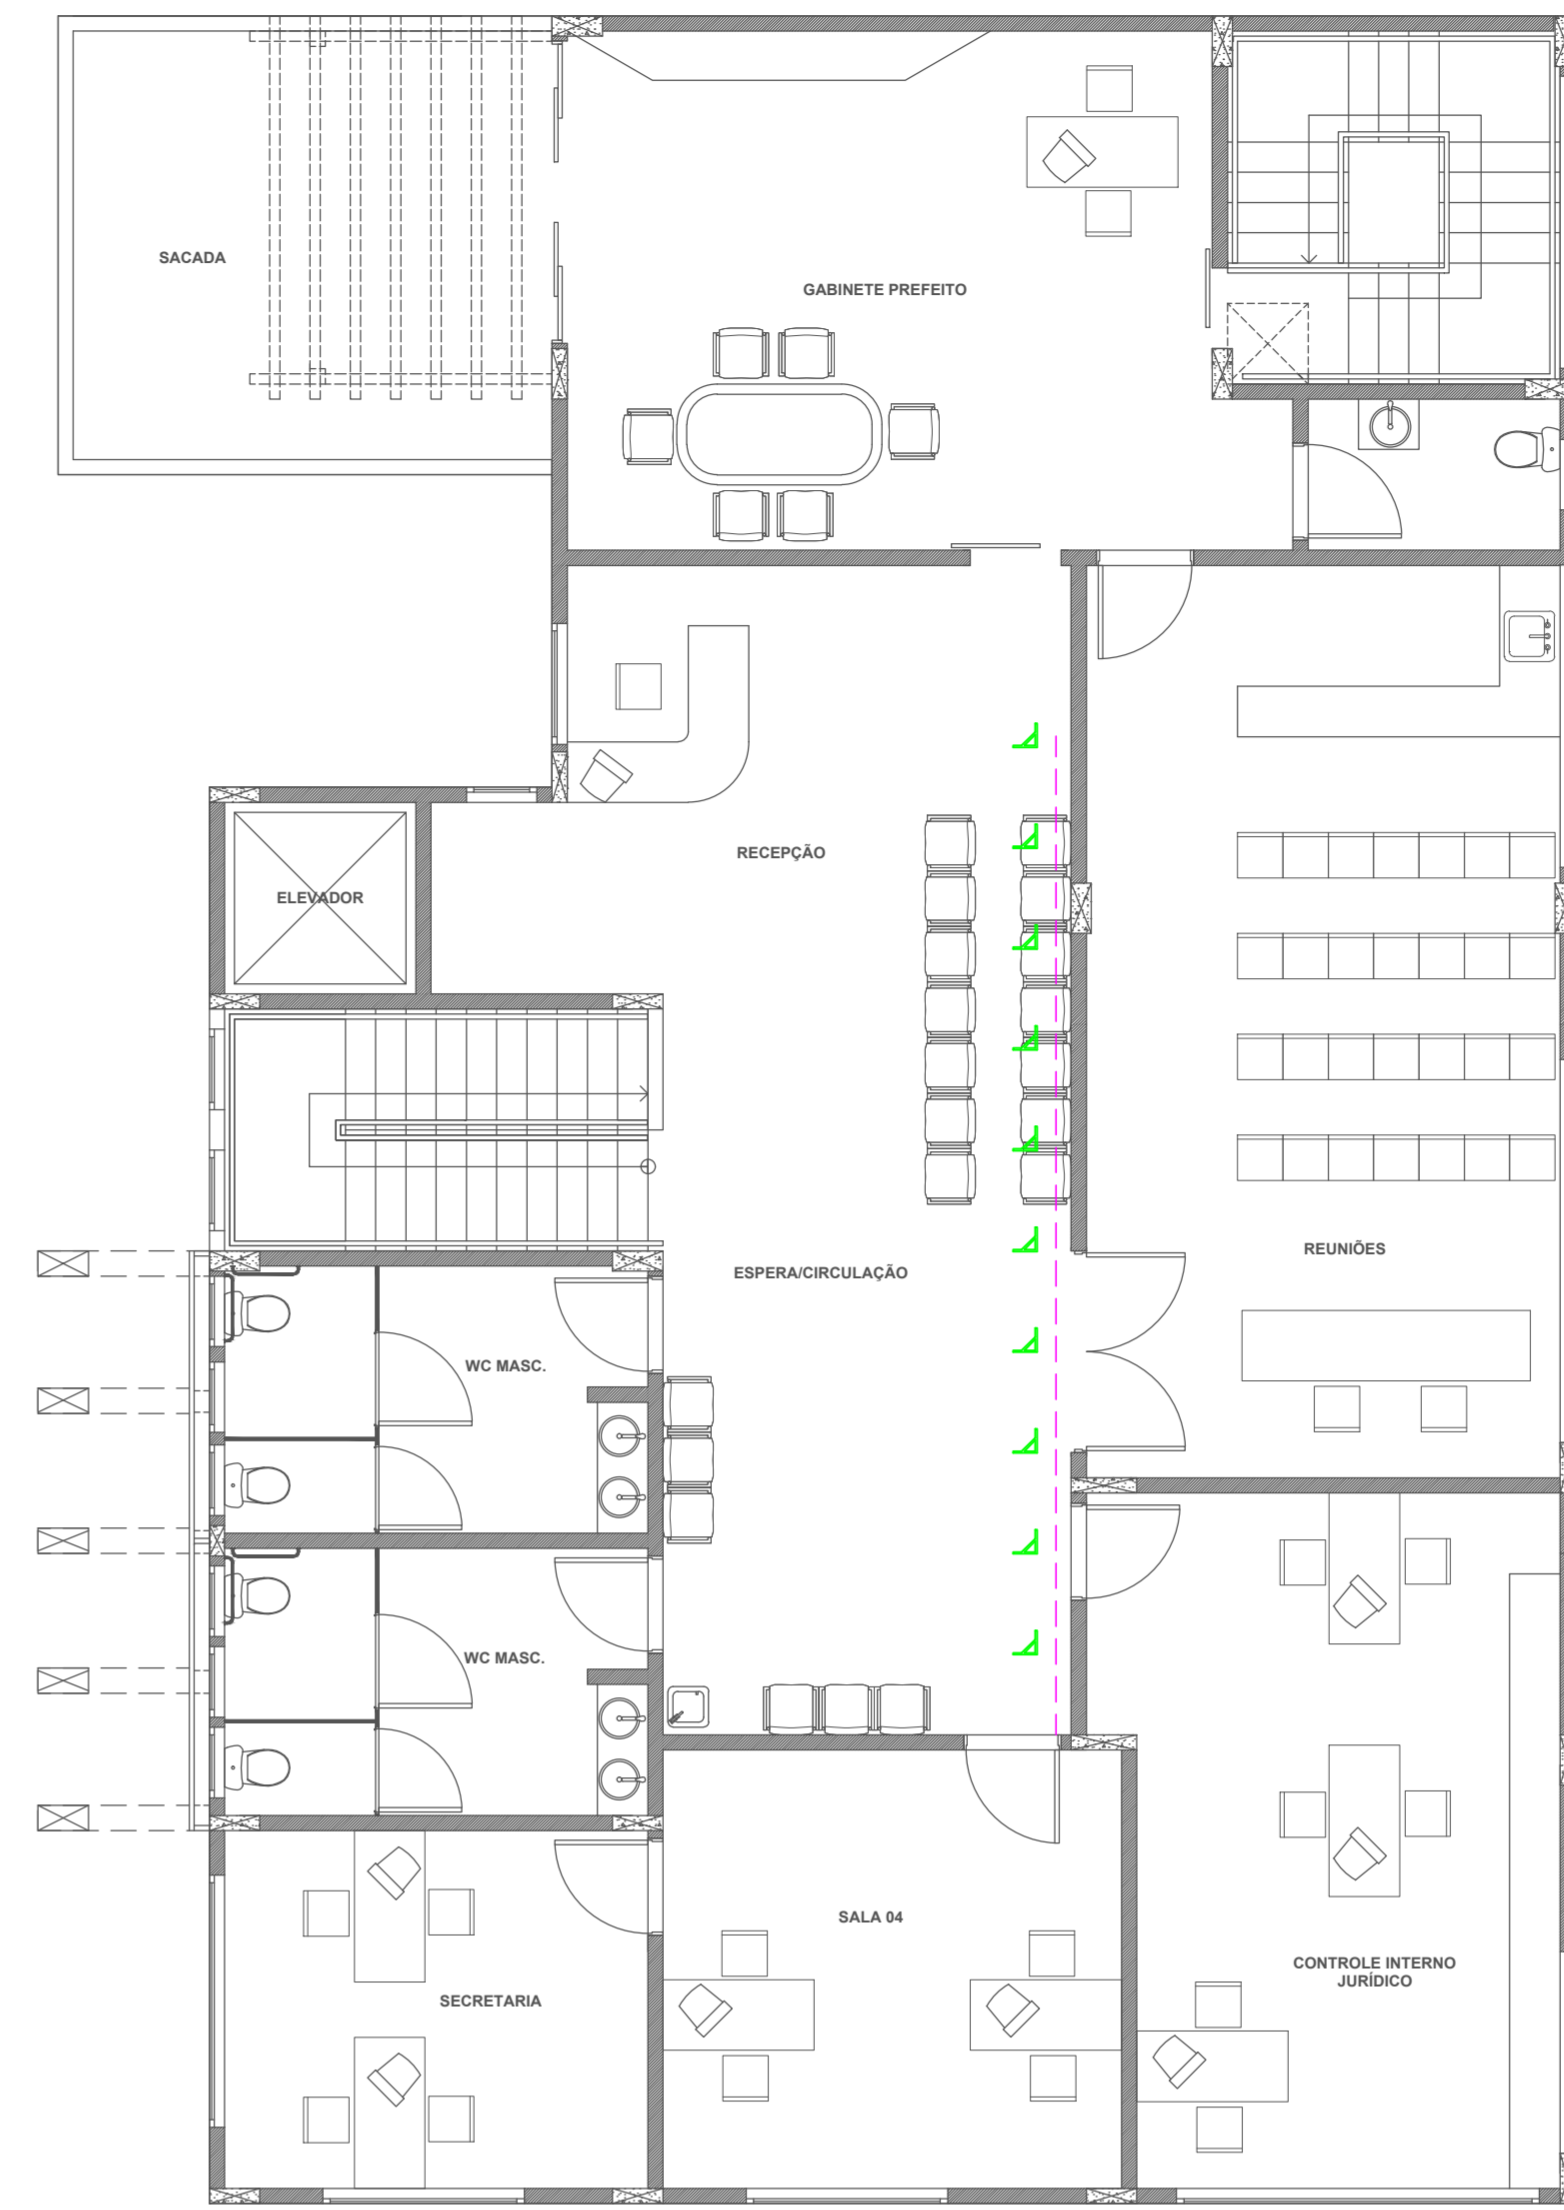 SACADA
GABINETE PREFEITO
RECEPÇÃO
ELEVADOR
REUNIÕES
ESPERA/CIRCULAÇÃO
WC MASC.
WC MASC.
SALA 04
CONTROLE INTERNO
JURÍDICO
SECRETARIA